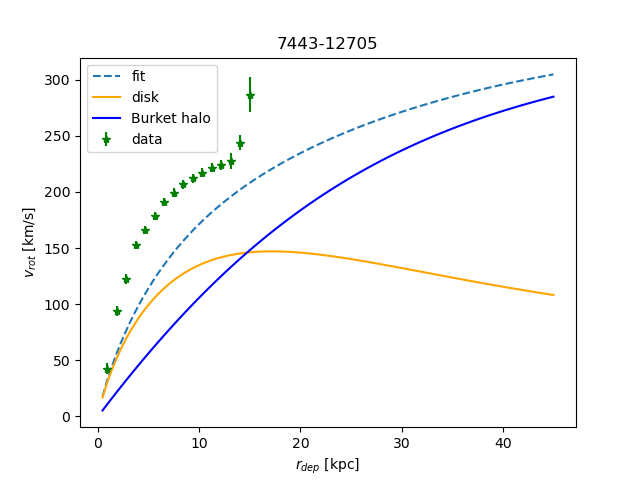 7443-12705
fit
disk
Burket halo
data
300
250
200
150
100
50
0
v_rot [km/s]
0 10 20 30 40
r_dep [kpc]